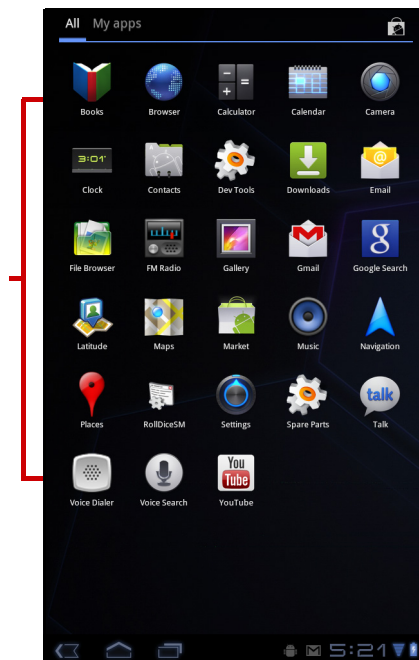 All My apps
Books Browser Calculator Calendar Camera
3:01
Clock Contacts Dev Tools Downloads Email
File Browser FM Radio Gallery Gmail Google Search
Latitude Maps Market Music Navigation
talk
Places RollDiceSM Settings Spare Parts Talk
You
Tube
Voice Dialer Voice Search YouTube
5:21